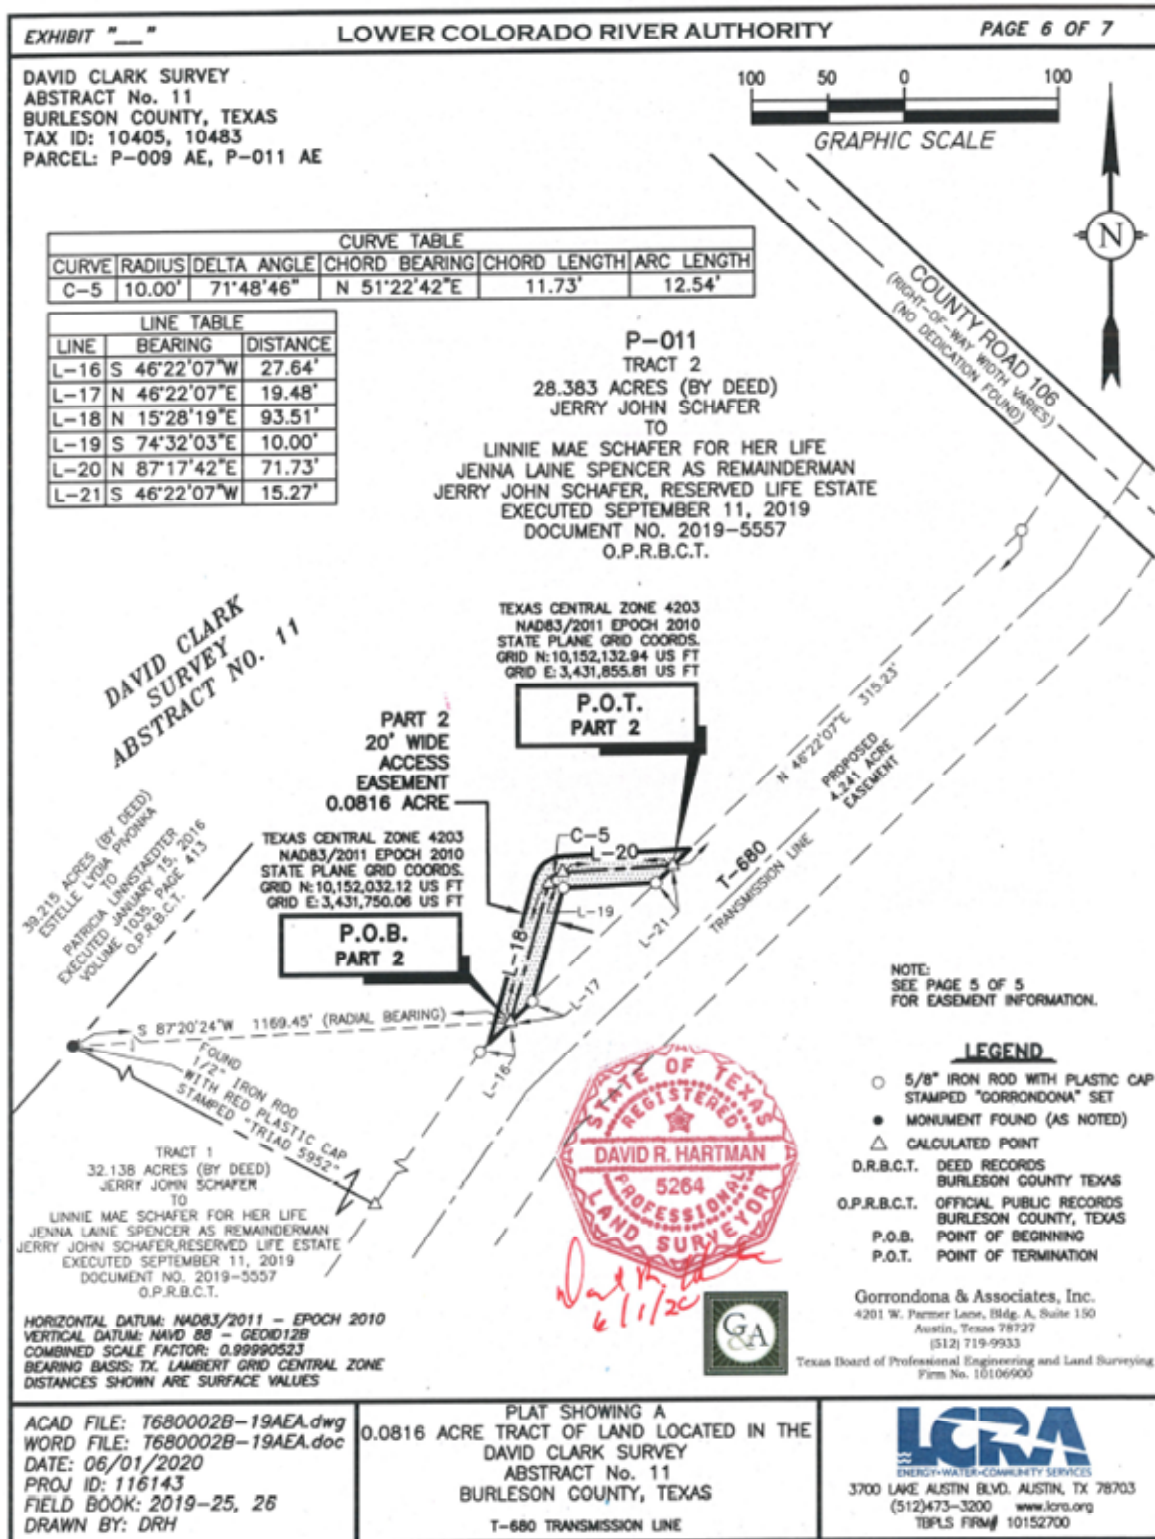 EXHIBIT "__"
LOWER COLORADO RIVER AUTHORITY
PAGE 6 OF 7
DAVID CLARK SURVEY
ABSTRACT No. 11
BURLESON COUNTY, TEXAS
TAX ID: 10405, 10483
PARCEL: P-009 AE, P-011 AE
100 50 0 100
GRAPHIC SCALE
N
CURVE TABLE
CURVE RADIUS DELTA ANGLE CHORD BEARING CHORD LENGTH ARC LENGTH
C-5 10.00' 71°48'46" N 51°22'42"E 11.73' 12.54'
LINE TABLE
LINE BEARING DISTANCE
L-16 S 46°22'07"W 27.64'
L-17 N 46°22'07"E 19.48'
L-18 N 15°28'19"E 93.51'
L-19 S 74°32'03"E 10.00'
L-20 N 87°17'42"E 71.73'
L-21 S 46°22'07"W 15.27'
COUNTY ROAD 106
(RIGHT-OF-WAY WIDTH VARIES)
(NO DEDICATION FOUND)
P-011
TRACT 2
28.383 ACRES (BY DEED)
JERRY JOHN SCHAFER
TO
LINNIE MAE SCHAFER FOR HER LIFE
JENNA LAINE SPENCER AS REMAINDERMAN
JERRY JOHN SCHAFER, RESERVED LIFE ESTATE
EXECUTED SEPTEMBER 11, 2019
DOCUMENT NO. 2019-5557
O.P.R.B.C.T.
DAVID CLARK
SURVEY
ABSTRACT NO. 11
TEXAS CENTRAL ZONE 4203
NAD83/2011 EPOCH 2010
STATE PLANE GRID COORDS.
GRID N:10,152,132.94 US FT
GRID E:3,431,855.81 US FT
P.O.T.
PART 2
PART 2
20' WIDE
ACCESS
EASEMENT
0.0816 ACRE
N 46°22'07"E 315.23'
PROPOSED
4.241 ACRE
EASEMENT
T-680
TRANSMISSION LINE
39.215 ACRES (BY DEED)
ESTELLE LYDIA PIVONKA
TO
PATRICIA LINNSTAEDTER
EXECUTED JANUARY 15, 2016
VOLUME 1035, PAGE 413
O.P.R.B.C.T.
TEXAS CENTRAL ZONE 4203
NAD83/2011 EPOCH 2010
STATE PLANE GRID COORDS.
GRID N:10,152,032.12 US FT
GRID E:3,431,750.06 US FT
P.O.B.
PART 2
C-5
L-20
L-19
L-21
L-18
L-17
L-16
S 87°20'24"W 1169.45' (RADIAL BEARING)
FOUND
1/2" IRON ROD
WITH RED PLASTIC CAP
STAMPED "TRIAD 5952"
NOTE:
SEE PAGE 5 OF 5
FOR EASEMENT INFORMATION.
LEGEND
5/8" IRON ROD WITH PLASTIC CAP
STAMPED "GORRONDONA" SET
MONUMENT FOUND (AS NOTED)
CALCULATED POINT
D.R.B.C.T. DEED RECORDS
BURLESON COUNTY TEXAS
O.P.R.B.C.T. OFFICIAL PUBLIC RECORDS
BURLESON COUNTY, TEXAS
P.O.B. POINT OF BEGINNING
P.O.T. POINT OF TERMINATION
STATE OF TEXAS
REGISTERED
DAVID R. HARTMAN
5264
PROFESSIONAL
LAND SURVEYOR
6/1/20
TRACT 1
32.138 ACRES (BY DEED)
JERRY JOHN SCHAFER
TO
LINNIE MAE SCHAFER FOR HER LIFE
JENNA LAINE SPENCER AS REMAINDERMAN
JERRY JOHN SCHAFER,RESERVED LIFE ESTATE
EXECUTED SEPTEMBER 11, 2019
DOCUMENT NO. 2019-5557
O.P.R.B.C.T.
HORIZONTAL DATUM: NAD83/2011 - EPOCH 2010
VERTICAL DATUM: NAVD 88 - GEOID12B
COMBINED SCALE FACTOR: 0.99990523
BEARING BASIS: TX. LAMBERT GRID CENTRAL ZONE
DISTANCES SHOWN ARE SURFACE VALUES
G&A
Gorrondona & Associates, Inc.
4201 W. Parmer Lane, Bldg. A, Suite 150
Austin, Texas 78727
(512) 719-9933
Texas Board of Professional Engineering and Land Surveying
Firm No. 10106900
ACAD FILE: T680002B-19AEA.dwg
WORD FILE: T680002B-19AEA.doc
DATE: 06/01/2020
PROJ ID: 116143
FIELD BOOK: 2019-25, 26
DRAWN BY: DRH
PLAT SHOWING A
0.0816 ACRE TRACT OF LAND LOCATED IN THE
DAVID CLARK SURVEY
ABSTRACT No. 11
BURLESON COUNTY, TEXAS
T-680 TRANSMISSION LINE
LCRA
ENERGY•WATER•COMMUNITY SERVICES
3700 LAKE AUSTIN BLVD. AUSTIN, TX 78703
(512)473-3200 www.lcra.org
TBPLS FIRM# 10152700